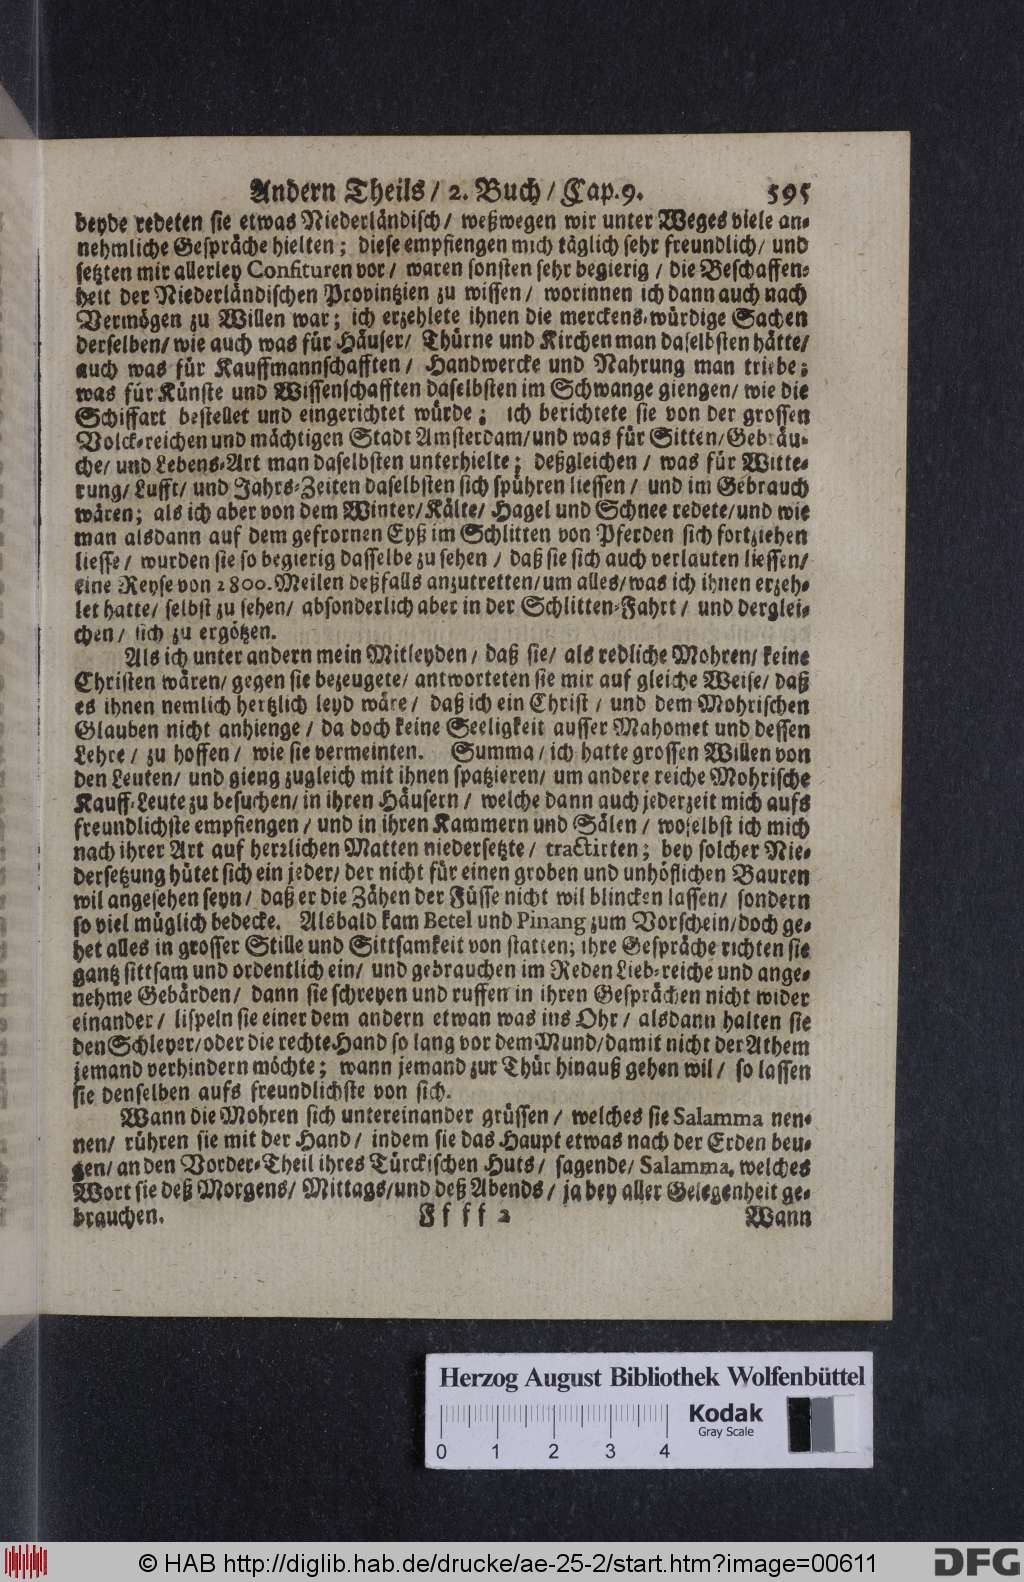 Andern Theils / 2. Buch / Cap. 9. 595
beyde redeten sie etwas Niederländisch / weßwegen wir unter Weges viele an-
nehmliche Gespräche hielten; diese empfiengen mich täglich sehr freundlich / und
setzten mir allerley Confituren vor / waren sonsten sehr begierig / die Beschaffen-
heit der Niederländischen Provintzien zu wissen / worinnen ich dann auch nach
Vermögen zu Willen war; ich erzehlete ihnen die merckens-würdige Sachen
derselben / wie auch was für Häuser / Thürne und Kirchen man daselbsten hätte /
auch was für Kauffmannschafften / Handwercke und Nahrung man triebe;
was für Künste und Wissenschafften daselbsten im Schwange giengen / wie die
Schiffart bestellet und eingerichtet würde; ich berichtete sie von der grossen
Volck-reichen und mächtigen Stadt Amsterdam / und was für Sitten / Gebräu-
che / und Lebens-Art man daselbsten unterhielte; deßgleichen / was für Witte-
rung / Lufft / und Jahrs-Zeiten daselbsten sich spühren liessen / und im Gebrauch
wären; als ich aber von dem Winter / Kälte / Hagel und Schnee redete / und wie
man alsdann auf dem gefrornen Eyß im Schlitten von Pferden sich fortziehen
liesse / wurden sie so begierig dasselbe zu sehen / daß sie sich auch verlauten liessen /
eine Reyse von 2800. Meilen deßfalls anzutretten / um alles / was ich ihnen erzeh-
let hatte / selbst zu sehen / absonderlich aber in der Schlitten-Fahrt / und derglei-
chen / sich zu ergötzen.
Als ich unter andern mein Mitleyden / daß sie / als redliche Mohren / keine
Christen wären / gegen sie bezeugete / antworteten sie mir auf gleiche Weise / daß
es ihnen nemlich hertzlich leyd wäre / daß ich ein Christ / und dem Mohrischen
Glauben nicht anhienge / da doch keine Seeligkeit ausser Mahomet und dessen
Lehre / zu hoffen / wie sie vermeinten. Summa / ich hatte grossen Willen von
den Leuten / und gieng zugleich mit ihnen spatzieren / um andere reiche Mohrische
Kauff-Leute zu besuchen / in ihren Häusern / welche dann auch jederzeit mich aufs
freundlichste empfiengen / und in ihren Kammern und Sälen / woselbst ich mich
nach ihrer Art auf herrlichen Matten niedersetzte / tractirten; bey solcher Nie-
dersetzung hütet sich ein jeder / der nicht für einen groben und unhöflichen Bauren
wil angesehen seyn / daß er die Zähen der Füsse nicht wil blincken lassen / sondern
so viel müglich bedecke. Alsbald kam Betel und Pinang zum Vorschein / doch ge-
het alles in grosser Stille und Sittsamkeit von statten; ihre Gespräche richten sie
gantz sittsam und ordentlich ein / und gebrauchen im Reden Lieb-reiche und ange-
nehme Gebärden / dann sie schreyen und ruffen in ihren Gesprächen nicht wider
einander / lispeln sie einer dem andern etwan was ins Ohr / alsdann halten sie
den Schleyer / oder die rechte Hand so lang vor dem Mund / damit nicht der Athem
jemand verhindern möchte; wann jemand zur Thür hinauß gehen wil / so lassen
sie denselben aufs freundlichste von sich.
Wann die Mohren sich untereinander grüssen / welches sie Salamma nen-
nen / rühren sie mit der Hand / indem sie das Haupt etwas nach der Erden beu-
gen / an den Vorder-Theil ihres Türckischen Huts / sagende / Salamma, welches
Wort sie deß Morgens / Mittags / und deß Abends / ja bey aller Gelegenheit ge-
brauchen. Ffff 2 Wann
Herzog August Bibliothek Wolfenbüttel
Kodak
Gray Scale
0 1 2 3 4
© HAB http://diglib.hab.de/drucke/ae-25-2/start.htm?image=00611
DFG